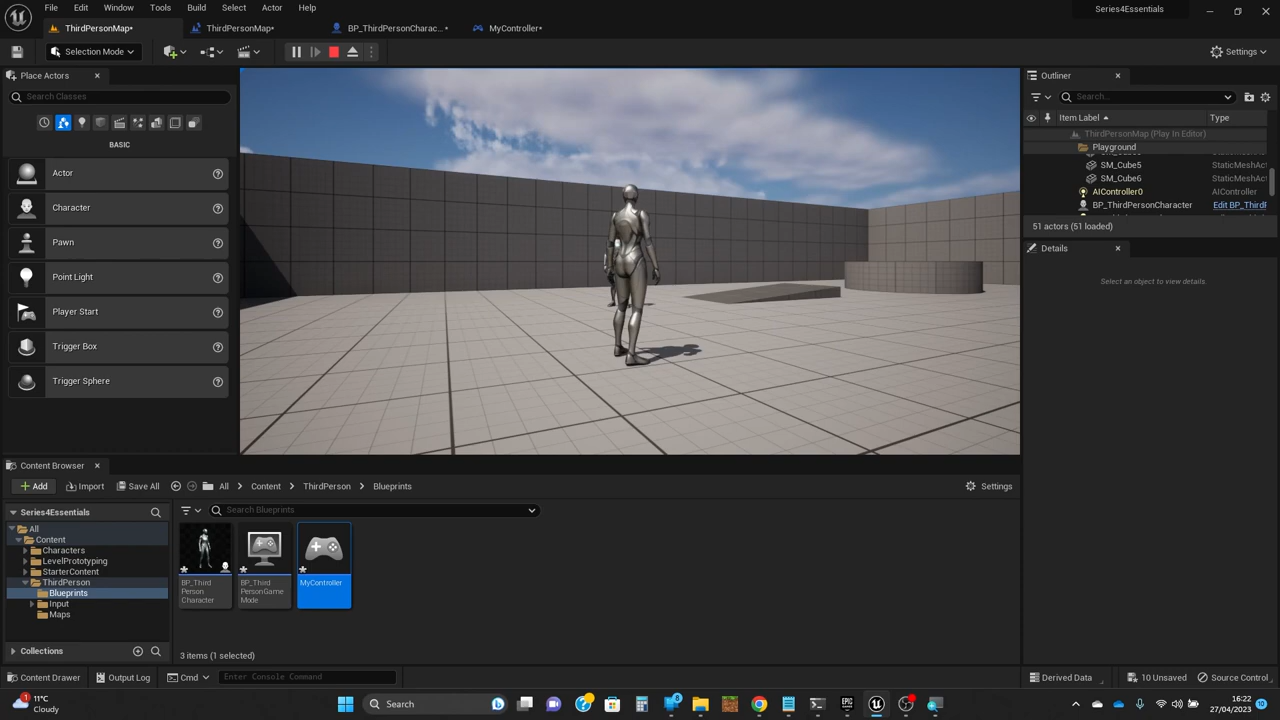 File Edit Window Tools Build Select Actor Help
Series4Essentials
ThirdPersonMap*
ThirdPersonMap*
BP_ThirdPersonCharac...*
MyController*
Selection Mode
Settings
Place Actors
Search Classes
BASIC
Actor
Character
Pawn
Point Light
Player Start
Trigger Box
Trigger Sphere
Outliner
Search...
Item Label Type
ThirdPersonMap (Play In Editor)
Playground
SM_Cube5 StaticMeshAct
SM_Cube6 StaticMeshAct
AIController0 AIController
BP_ThirdPersonCharacter Edit BP_ThirdF
51 actors (51 loaded)
Details
Select an object to view details.
Content Browser
Add Import Save All All Content ThirdPerson Blueprints Settings
Series4Essentials
Search Blueprints
All
Content
Characters
LevelPrototyping
StarterContent
ThirdPerson
Blueprints
Input
Maps
Collections
BP_Third
Person
Character
BP_Third
PersonGame
Mode
MyController
3 items (1 selected)
Content Drawer Output Log Cmd Enter Console Command
Derived Data 10 Unsaved Source Control
1
11°C
Cloudy
Search
8
16:22
27/04/2023